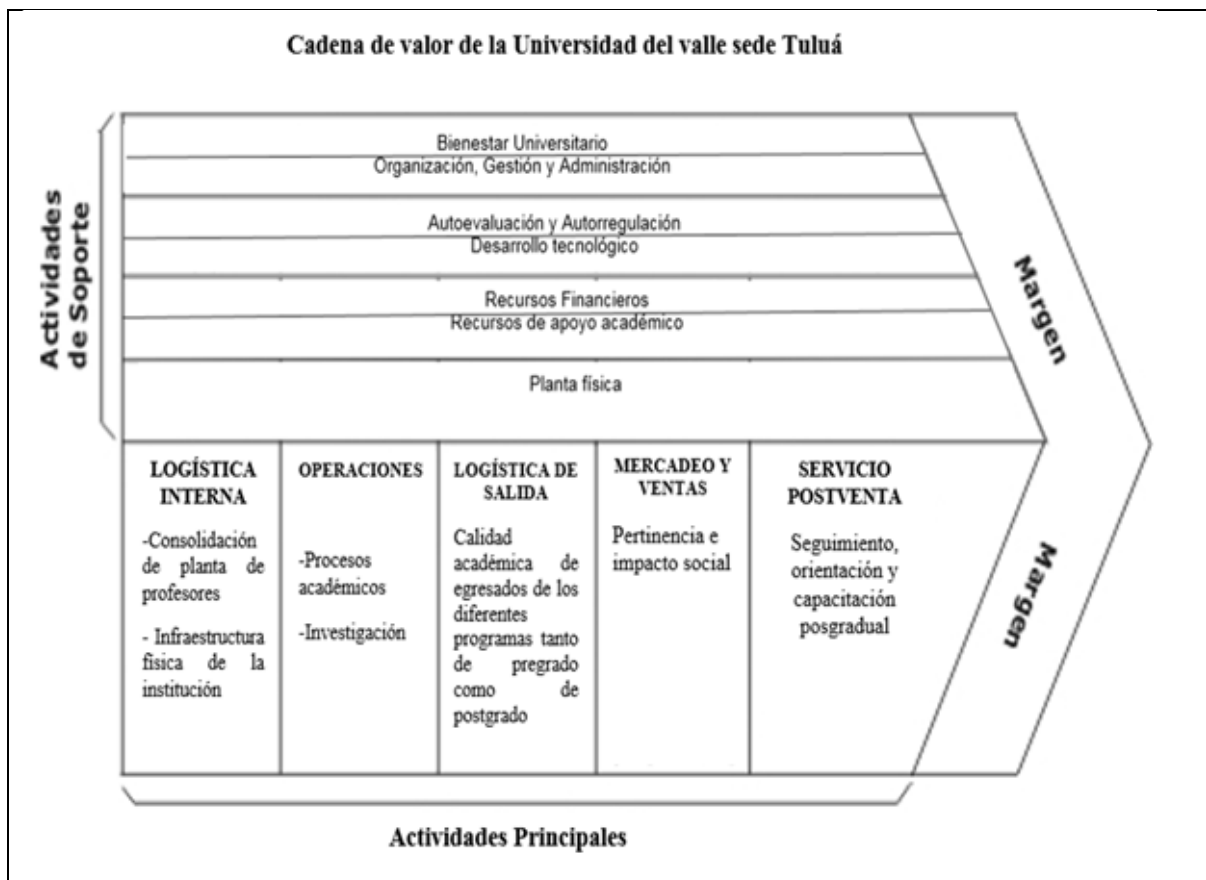 Cadena de valor de la Universidad del valle sede Tuluá
Actividades
de Soporte
Bienestar Universitario
Organización, Gestión y Administración
Autoevaluación y Autorregulación
Desarrollo tecnológico
Recursos Financieros
Recursos de apoyo académico
Planta física
Margen
LOGÍSTICA
INTERNA
-Consolidación
de planta de
profesores
- Infraestructura
física de la
institución
OPERACIONES
-Procesos
académicos
-Investigación
LOGÍSTICA DE
SALIDA
Calidad
académica de
egresados de los
diferentes
programas tanto
de pregrado
como de
postgrado
MERCADEO Y
VENTAS
Pertinencia e
impacto social
SERVICIO
POSTVENTA
Seguimiento,
orientación y
capacitación
posgradual
Margen
Actividades Principales